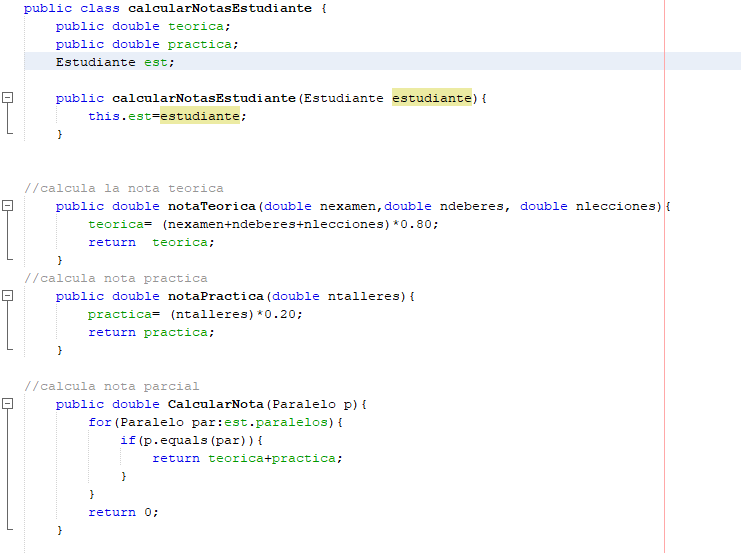 public class calcularNotasEstudiante {
public double teorica;
public double practica;
Estudiante est;
public calcularNotasEstudiante(Estudiante estudiante){
this.est=estudiante;
}
//calcula la nota teorica
public double notaTeorica(double nexamen,double ndeberes, double nlecciones){
teorica= (nexamen+ndeberes+nlecciones)*0.80;
return  teorica;
}
//calcula nota practica
public double notaPractica(double ntalleres){
practica= (ntalleres)*0.20;
return practica;
}
//calcula nota parcial
public double CalcularNota(Paralelo p){
for(Paralelo par:est.paralelos){
if(p.equals(par)){
return teorica+practica;
}
}
return 0;
}